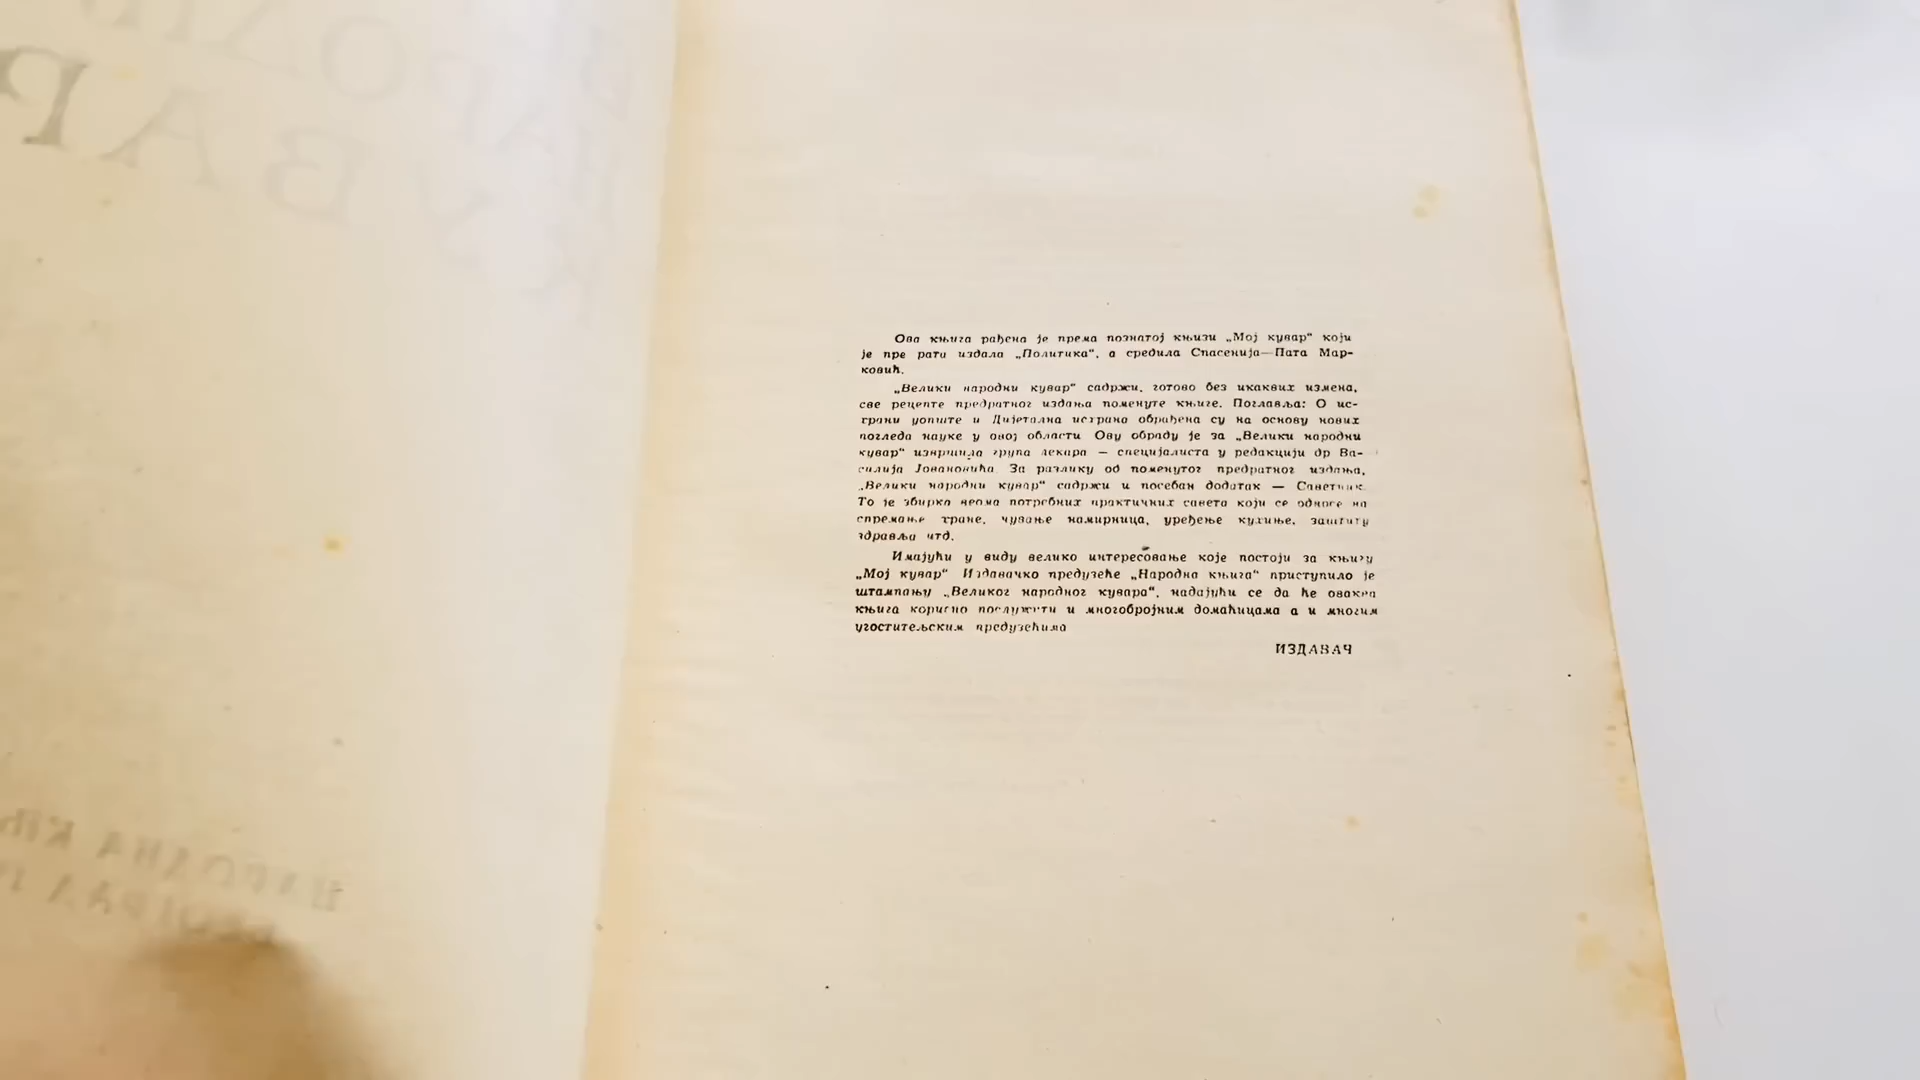 Ова књига рађена је према познатој књизи „Мој кувар“ који
је пре рата издала „Политика“, а средила Спасенија—Пата Мар-
ковић.
„Велики народни кувар“ садржи, готово без икаквих измена,
све рецепте предратног издања поменуте књиге. Поглавља: О ис-
храни уопште и Дијетална исхрана обрађена су на основу нових
погледа науке у овој области Ову обраду је за „Велики народни
кувар“ извршила група лекара — специјалиста у редакцији др Ва-
силија Јовановића За разлику од поменутог предратног издања,
„Велики народни кувар“ садржи и посебан додатак — Саветник
То је збирка веома потребних практичних савета који се односе на
спремање хране, чување намирница, уређење кухиње, заштиту
здравља итд.
Имајући у виду велико интересовање које постоји за књигу
„Мој кувар“ Издавачко предузеће „Народна књига“ приступило је
штампању „Великог народног кувара“, надајући се да ће оваква
књига корисно послужити и многобројним домаћицама а и многим
угоститељским предузећима
ИЗДАВАЧ